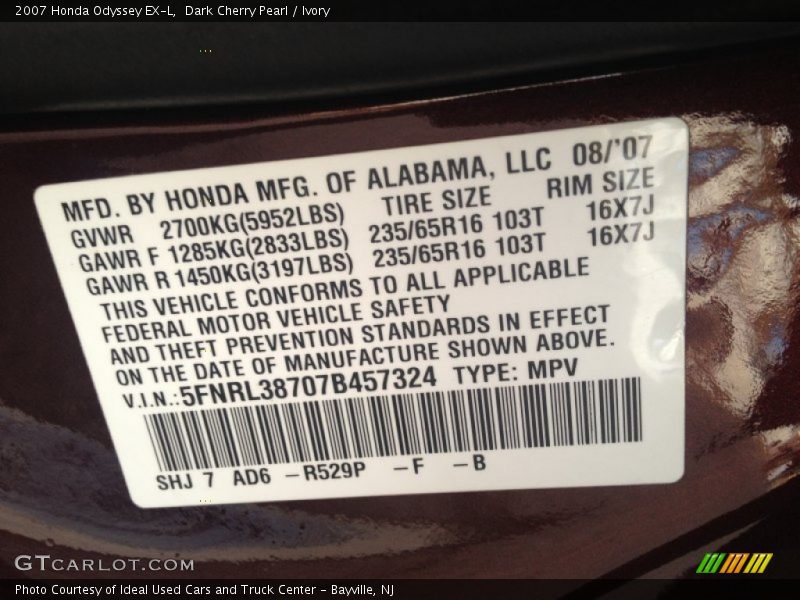 2007 Honda Odyssey EX-L,  Dark Cherry Pearl / Ivory
MFD. BY HONDA MFG. OF ALABAMA, LLC 08/'07
GVWR 2700KG(5952LBS) TIRE SIZE RIM SIZE
GAWR F 1285KG(2833LBS) 235/65R16 103T 16X7J
GAWR R 1450KG(3197LBS) 235/65R16 103T 16X7J
THIS VEHICLE CONFORMS TO ALL APPLICABLE
FEDERAL MOTOR VEHICLE SAFETY
AND THEFT PREVENTION STANDARDS IN EFFECT
ON THE DATE OF MANUFACTURE SHOWN ABOVE.
V.I.N.:5FNRL38707B457324 TYPE: MPV
SHJ 7 AD6 -R529P -F -B
GTCARLOT.COM
Photo Courtesy of Ideal Used Cars and Truck Center - Bayville, NJ